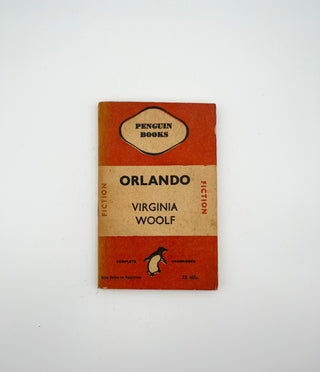 PENGUIN
BOOKS
ORLANDO
VIRGINIA
WOOLF
FICTION
FICTION
COMPLETE UNABRIDGED